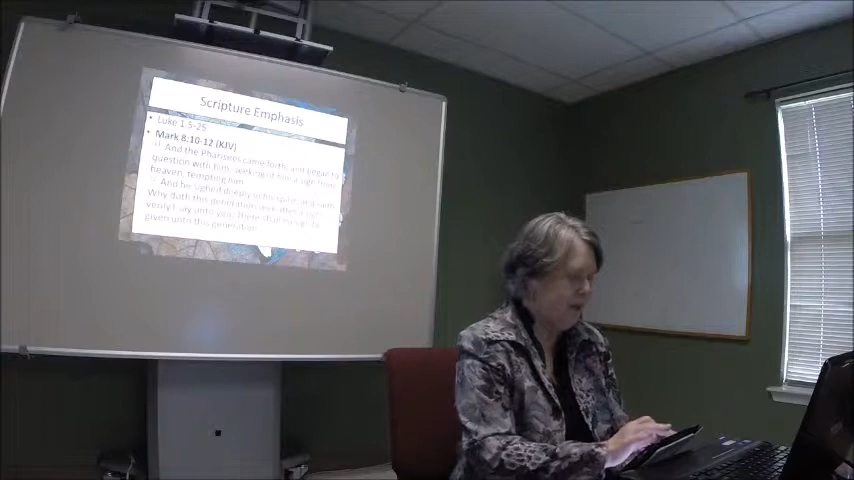 Scripture Emphasis
• Luke 1:5-25
• Mark 8:10-12 (KJV)
11 And the Pharisees came forth, and began to
question with him, seeking of him a sign from
heaven, tempting him.
And he sighed deeply in his spirit, and saith,
Why doth this generation seek after a sign?
verily I say unto you, There shall no sign be
given unto this generation.